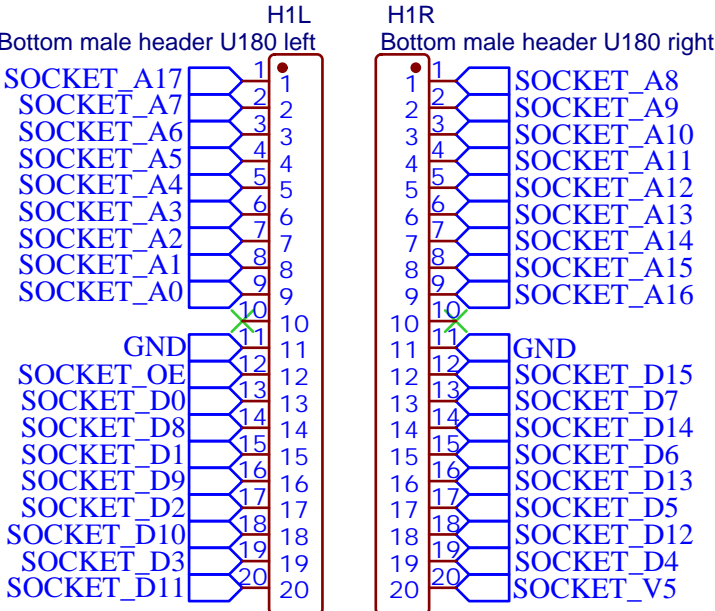 H1L H1R
Bottom male header U180 left Bottom male header U180 right
SOCKET_A17 1 1 1 1 SOCKET_A8
SOCKET_A7 2 2 2 2 SOCKET_A9
SOCKET_A6 3 3 3 3 SOCKET_A10
SOCKET_A5 4 4 4 4 SOCKET_A11
SOCKET_A4 5 5 5 5 SOCKET_A12
SOCKET_A3 6 6 6 6 SOCKET_A13
SOCKET_A2 7 7 7 7 SOCKET_A14
SOCKET_A1 8 8 8 8 SOCKET_A15
SOCKET_A0 9 9 9 9 SOCKET_A16
10 10 10 10
GND 11 11 11 11 GND
SOCKET_OE 12 12 12 12 SOCKET_D15
SOCKET_D0 13 13 13 13 SOCKET_D7
SOCKET_D8 14 14 14 14 SOCKET_D14
SOCKET_D1 15 15 15 15 SOCKET_D6
SOCKET_D9 16 16 16 16 SOCKET_D13
SOCKET_D2 17 17 17 17 SOCKET_D5
SOCKET_D10 18 18 18 18 SOCKET_D12
SOCKET_D3 19 19 19 19 SOCKET_D4
SOCKET_D11 20 20 20 20 SOCKET_V5